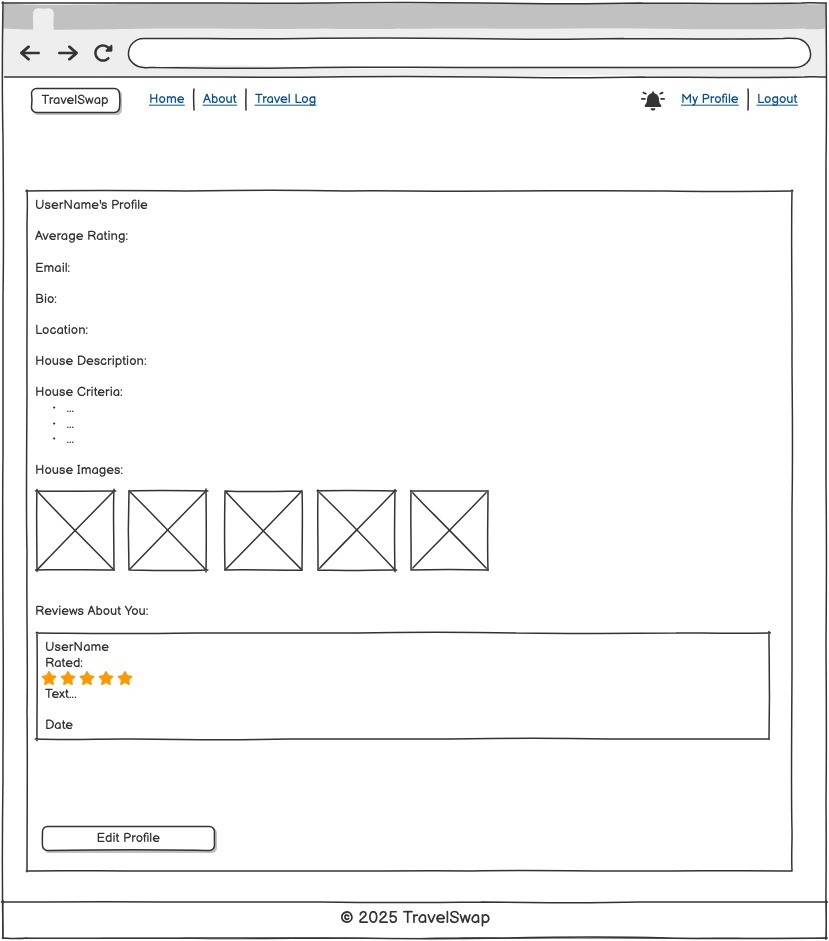 TravelSwap Home About Travel Log My Profile Logout
UserName's Profile
Average Rating:
Email:
Bio:
Location:
House Description:
House Criteria:
· ...
· ...
· ...
House Images:
Reviews About You:
UserName
Rated:
Text...
Date
Edit Profile
© 2025 TravelSwap